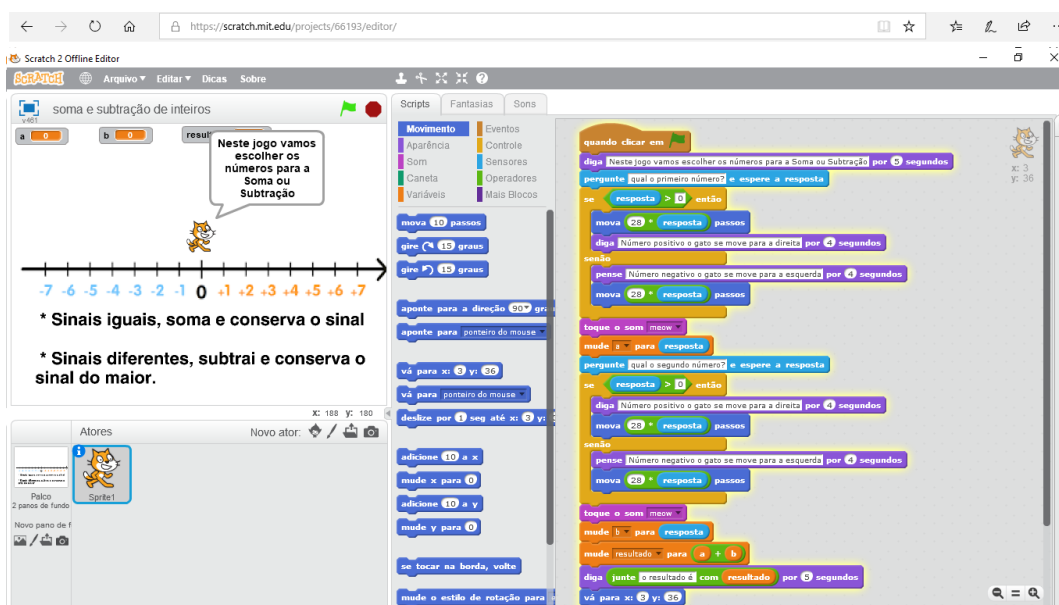 https://scratch.mit.edu/projects/66193/editor/
Scratch 2 Offline Editor
SCRATCH Arquivo Editar Dicas Sobre
soma e subtração de inteiros
v461
a 0
b 0
Neste jogo vamos
escolher os
números para a
Soma ou
Subtração
-7 -6 -5 -4 -3 -2 -1 0 +1 +2 +3 +4 +5 +6 +7
* Sinais iguais, soma e conserva o sinal
* Sinais diferentes, subtrai e conserva o
sinal do maior.
X: 188 y: 180
Atores
Novo ator:
Palco
2 panos de fundo
Sprite1
Novo pano de f
Scripts Fantasias Sons
Movimento Eventos
Aparência Controle
Som Sensores
Caneta Operadores
Variáveis Mais Blocos
mova 10 passos
gire 15 graus
gire 15 graus
aponte para a direção 90
aponte para ponteiro do mouse
vá para x: 3 y: 36
vá para ponteiro do mouse
deslize por 1 seg até x: 3 y:
adicione 10 a x
mude x para 0
adicione 10 a y
mude y para 0
se tocar na borda, volte
mude o estilo de rotação para
quando clicar em
diga Neste jogo vamos escolher os números para a Soma ou Subtração por 5 segundos
pergunte qual o primeiro número? e espere a resposta
se resposta > 0 então
mova 28 * resposta passos
diga Número positivo o gato se move para a direita por 4 segundos
senão
pense Número negativo o gato se move para a esquerda por 4 segundos
mova 28 * resposta passos
toque o som meow
mude a para resposta
pergunte qual o segundo número? e espere a resposta
se resposta > 0 então
diga Número positivo o gato se move para a direita por 4 segundos
mova 28 * resposta passos
senão
pense Número negativo o gato se move para a esquerda por 4 segundos
mova 28 * resposta passos
toque o som meow
mude b para resposta
mude resultado para a + b
diga junte o resultado é com resultado por 5 segundos
vá para x: 3 y: 36
x: 3
y: 36